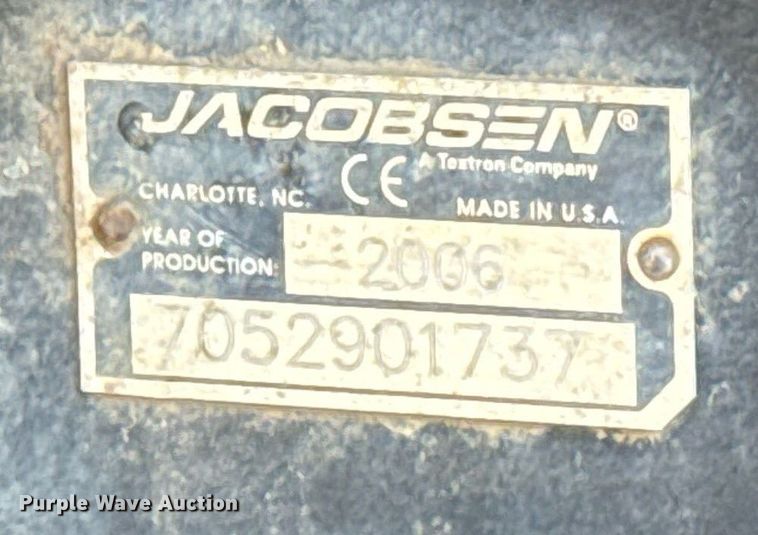 JACOBSEN®
A Textron Company
CHARLOTTE, NC. CE MADE IN U.S.A.
YEAR OF
PRODUCTION: 2006
7052901737
Purple Wave Auction